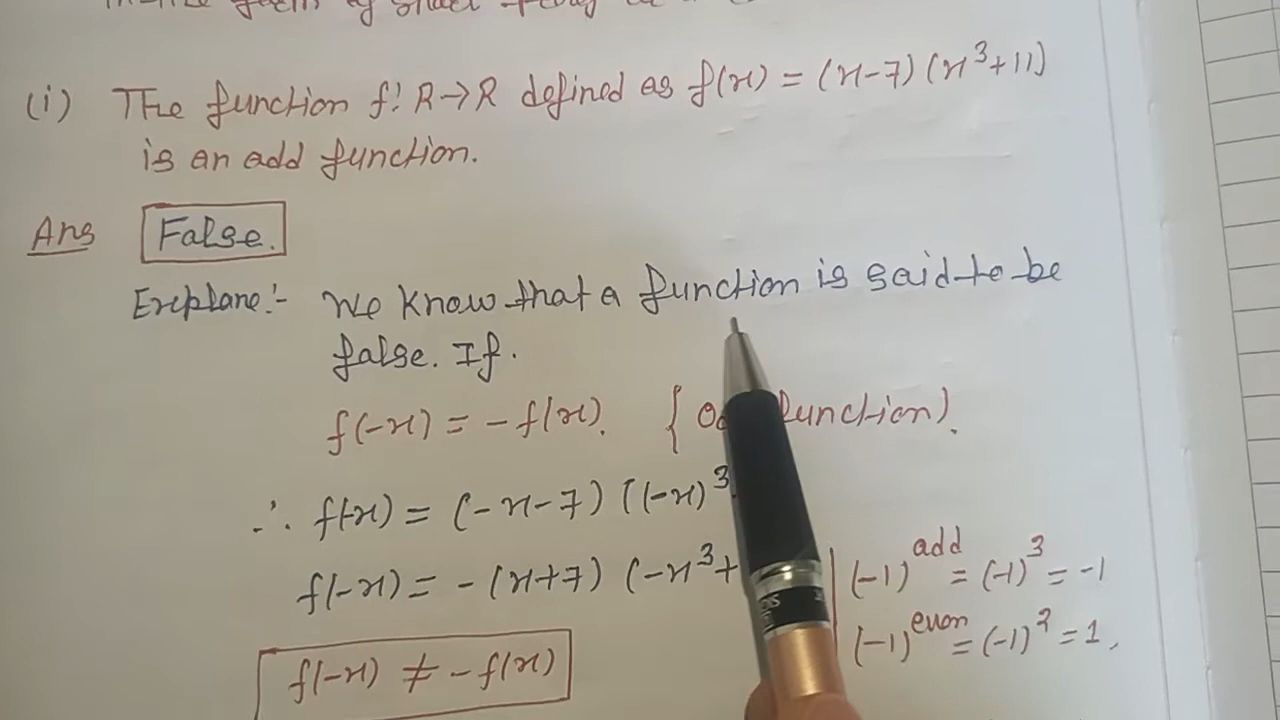 (i) The function f: R→R defined as f(x) = (x-7) (x³+11)
is an add function.
Ans False.
Explane:- We know that a function is said to be
false. If.
f(-x) = -f(x). { function).
∴ f(-x) = (-x-7) ((-x)³
f(-x) = -(x+7) (-x³+
(-1)^add = (-1)³ = -1
(-1)^even = (-1)² = 1,
f(-x) ≠ -f(x)